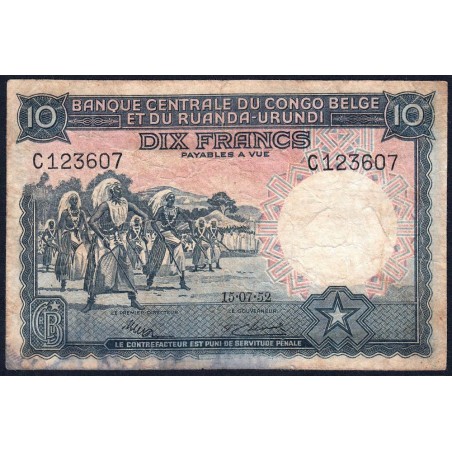 10 BANQUE CENTRALE DU CONGO BELGE 10
ET DU RUANDA-URUNDI
DIX FRANCS
PAYABLES A VUE
C123607 C123607
15·07·52
LE PREMIER-DIRECTEUR LE GOUVERNEUR
LE CONTREFACTEUR EST PUNI DE SERVITUDE PÉNALE